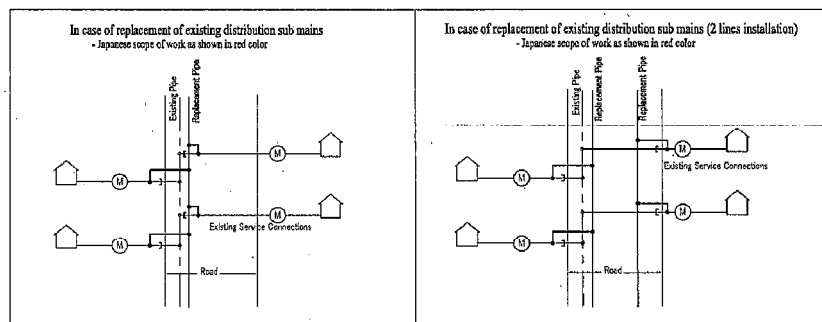 In case of replacement of existing distribution sub mains
- Japanese scope of work as shown in red color
Existing Pipe
Replacement Pipe
M
M
M
M
Existing Service Connections
Road
In case of replacement of existing distribution sub mains (2 lines installation)
- Japanese scope of work as shown in red color
Existing Pipe
Replacement Pipe
Replacement Pipe
M
Existing Service Connections
M
M
M
Road